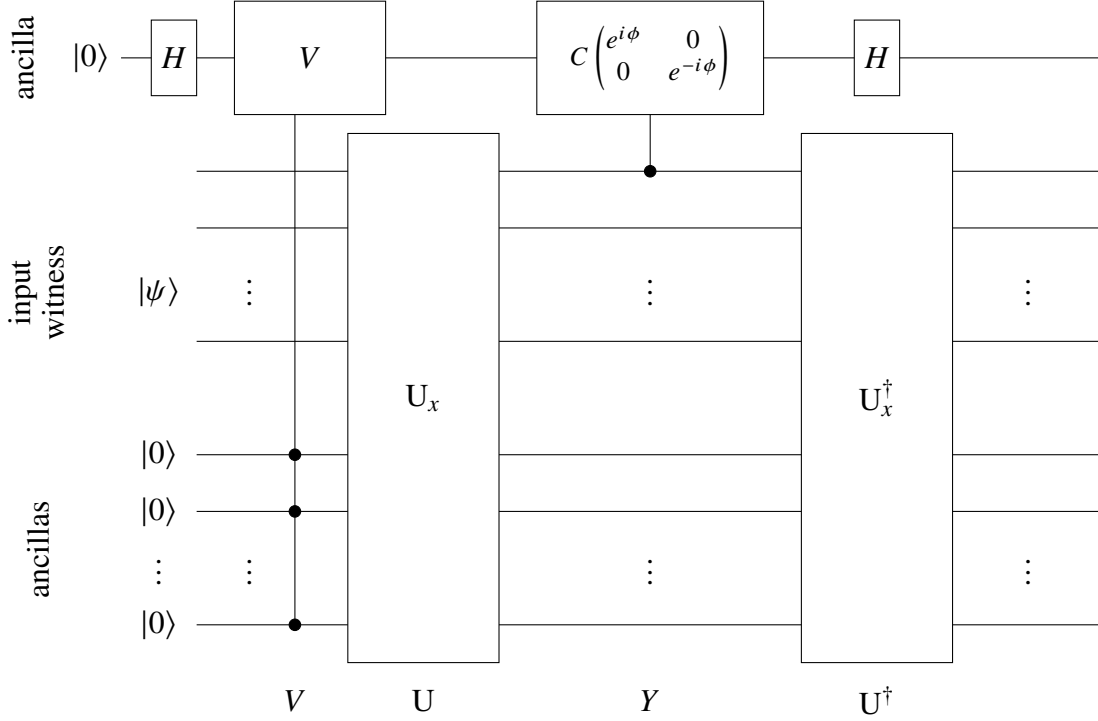 ancilla
|0⟩ H V C ( e^{iϕ} 0 H
0 e^{-iϕ} )
input
witness
|ψ⟩ ⋮ ⋮ ⋮
U_x U_x^†
ancillas
|0⟩
|0⟩
⋮ ⋮ ⋮ ⋮
|0⟩
V U Y U^†